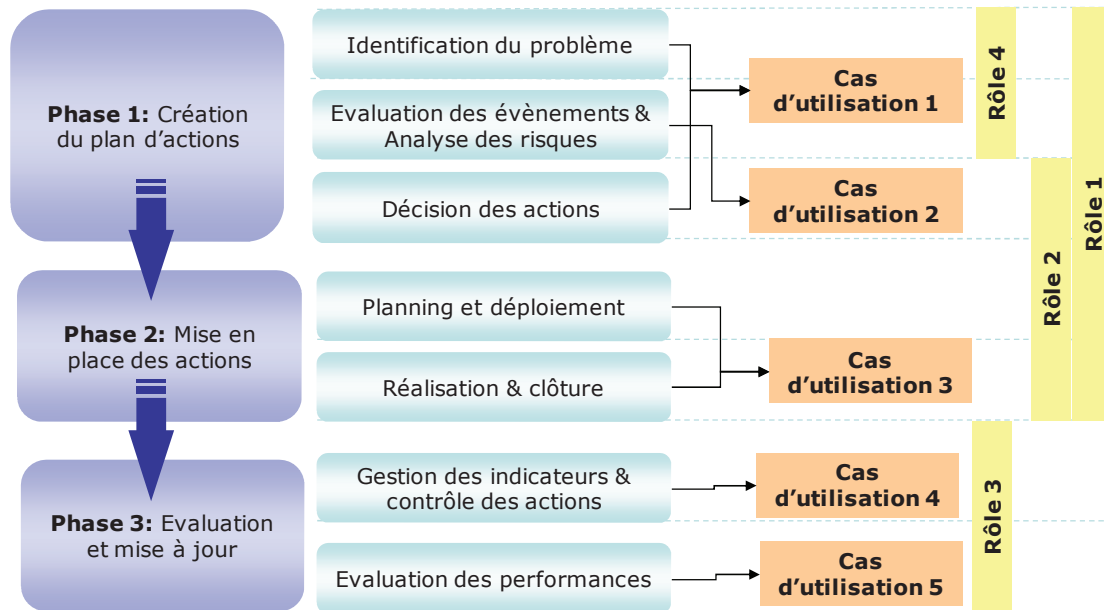 Phase 1: Création
du plan d'actions
Phase 2: Mise en
place des actions
Phase 3: Evaluation
et mise à jour
Identification du problème
Evaluation des évènements &
Analyse des risques
Décision des actions
Planning et déploiement
Réalisation & clôture
Gestion des indicateurs &
contrôle des actions
Evaluation des performances
Cas
d'utilisation 1
Cas
d'utilisation 2
Cas
d'utilisation 3
Cas
d'utilisation 4
Cas
d'utilisation 5
Rôle 4
Rôle 1
Rôle 2
Rôle 3